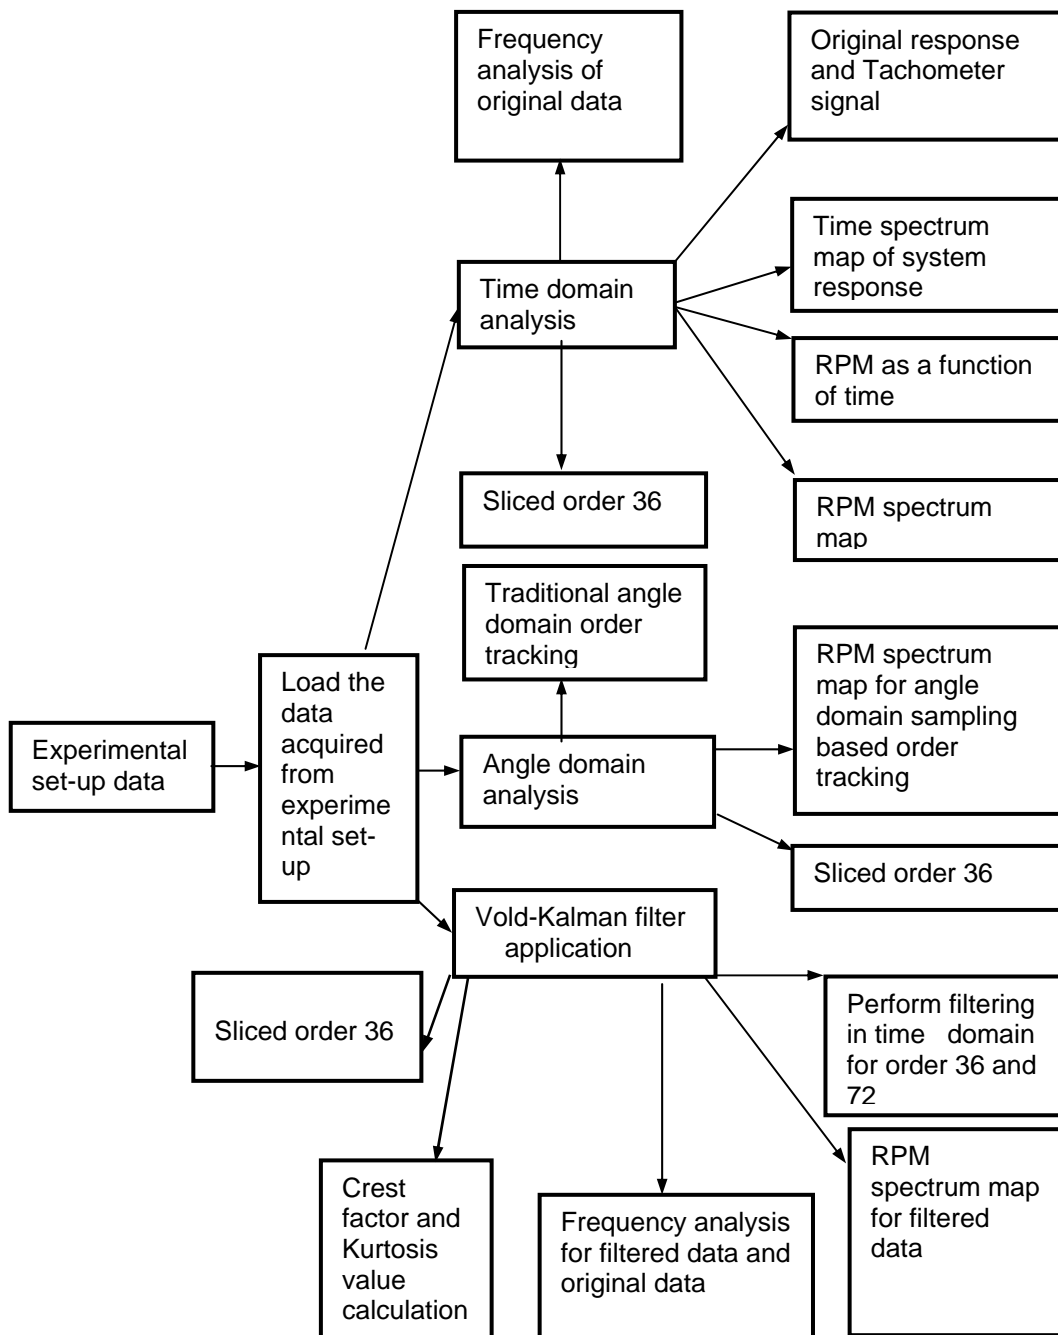 Frequency
analysis of
original data
Original response
and Tachometer
signal
Time spectrum
map of system
response
Time domain
analysis
RPM as a function
of time
Sliced order 36
RPM spectrum
map
Traditional angle
domain order
tracking
RPM spectrum
map for angle
domain sampling
based order
tracking
Load the
data
acquired
from
experime
ntal set-
up
Experimental
set-up data
Angle domain
analysis
Sliced order 36
Vold-Kalman filter
application
Sliced order 36
Perform filtering
in time domain
for order 36 and
72
RPM
spectrum map
for filtered
data
Crest
factor and
Kurtosis
value
calculation
Frequency analysis
for filtered data and
original data